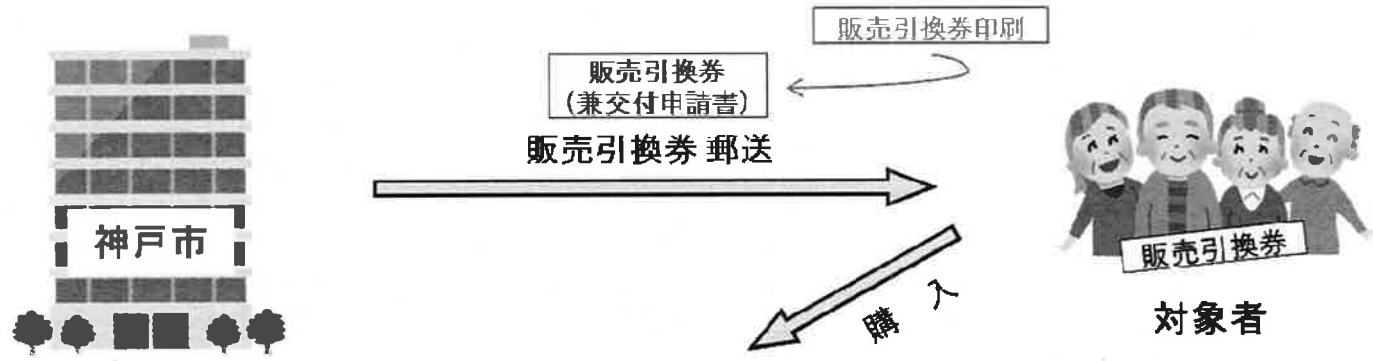 販売引換券印刷
販売引換券
(兼交付申請書)
販売引換券 郵送
神戸市
販売引換券
購入
対象者